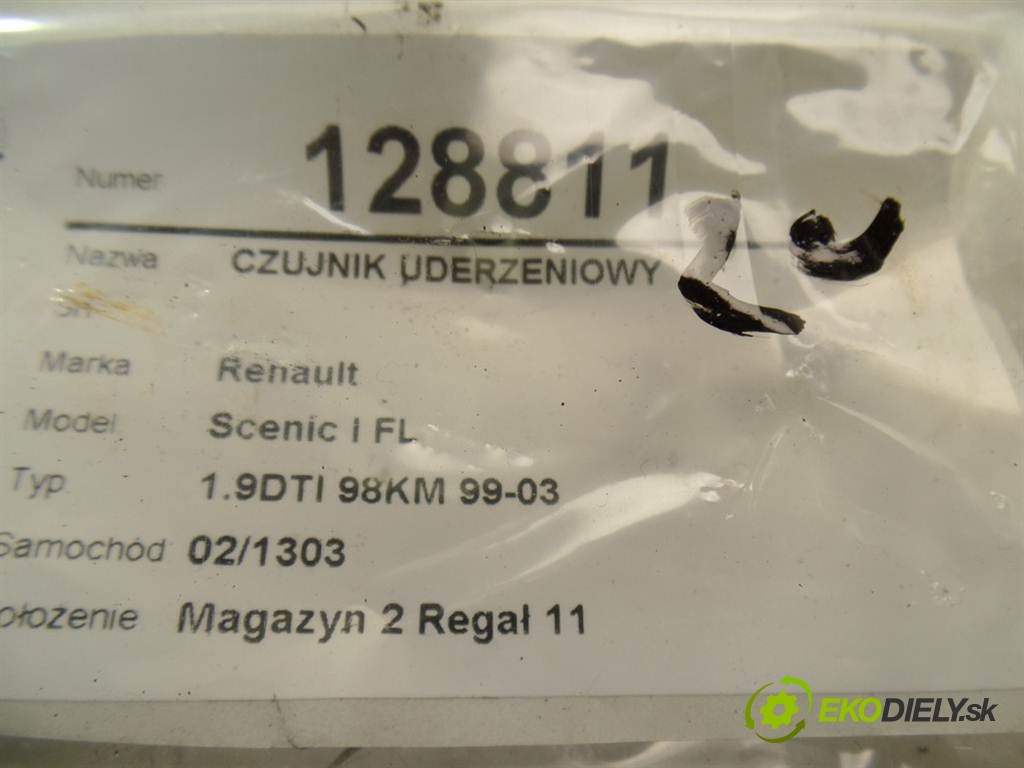 Numer 128811
20
Nazwa CZUJNIK UDERZENIOWY
Marka Renault
Model Scenic I FL
Typ 1.9DTI 98KM 99-03
Samochód 02/1303
ołożenie Magazyn 2 Regał 11
EKODIELY.sk